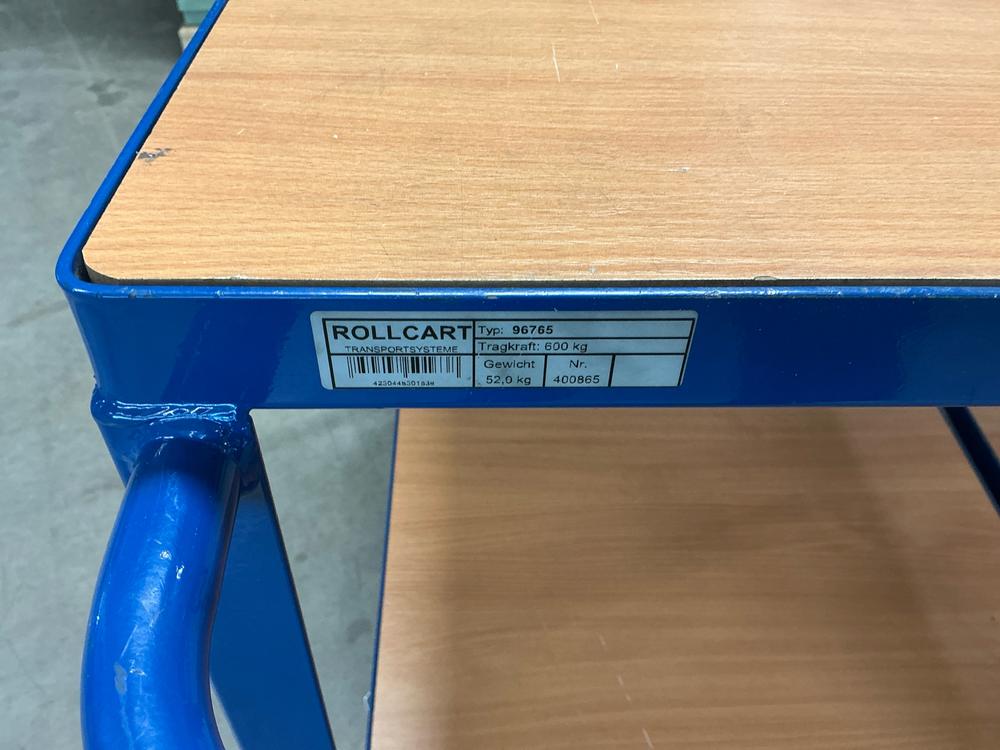 ROLLCART
TRANSPORTSYSTEME
Typ: 96765
Tragkraft: 600 kg
Gewicht
52,0 kg
Nr.
400865